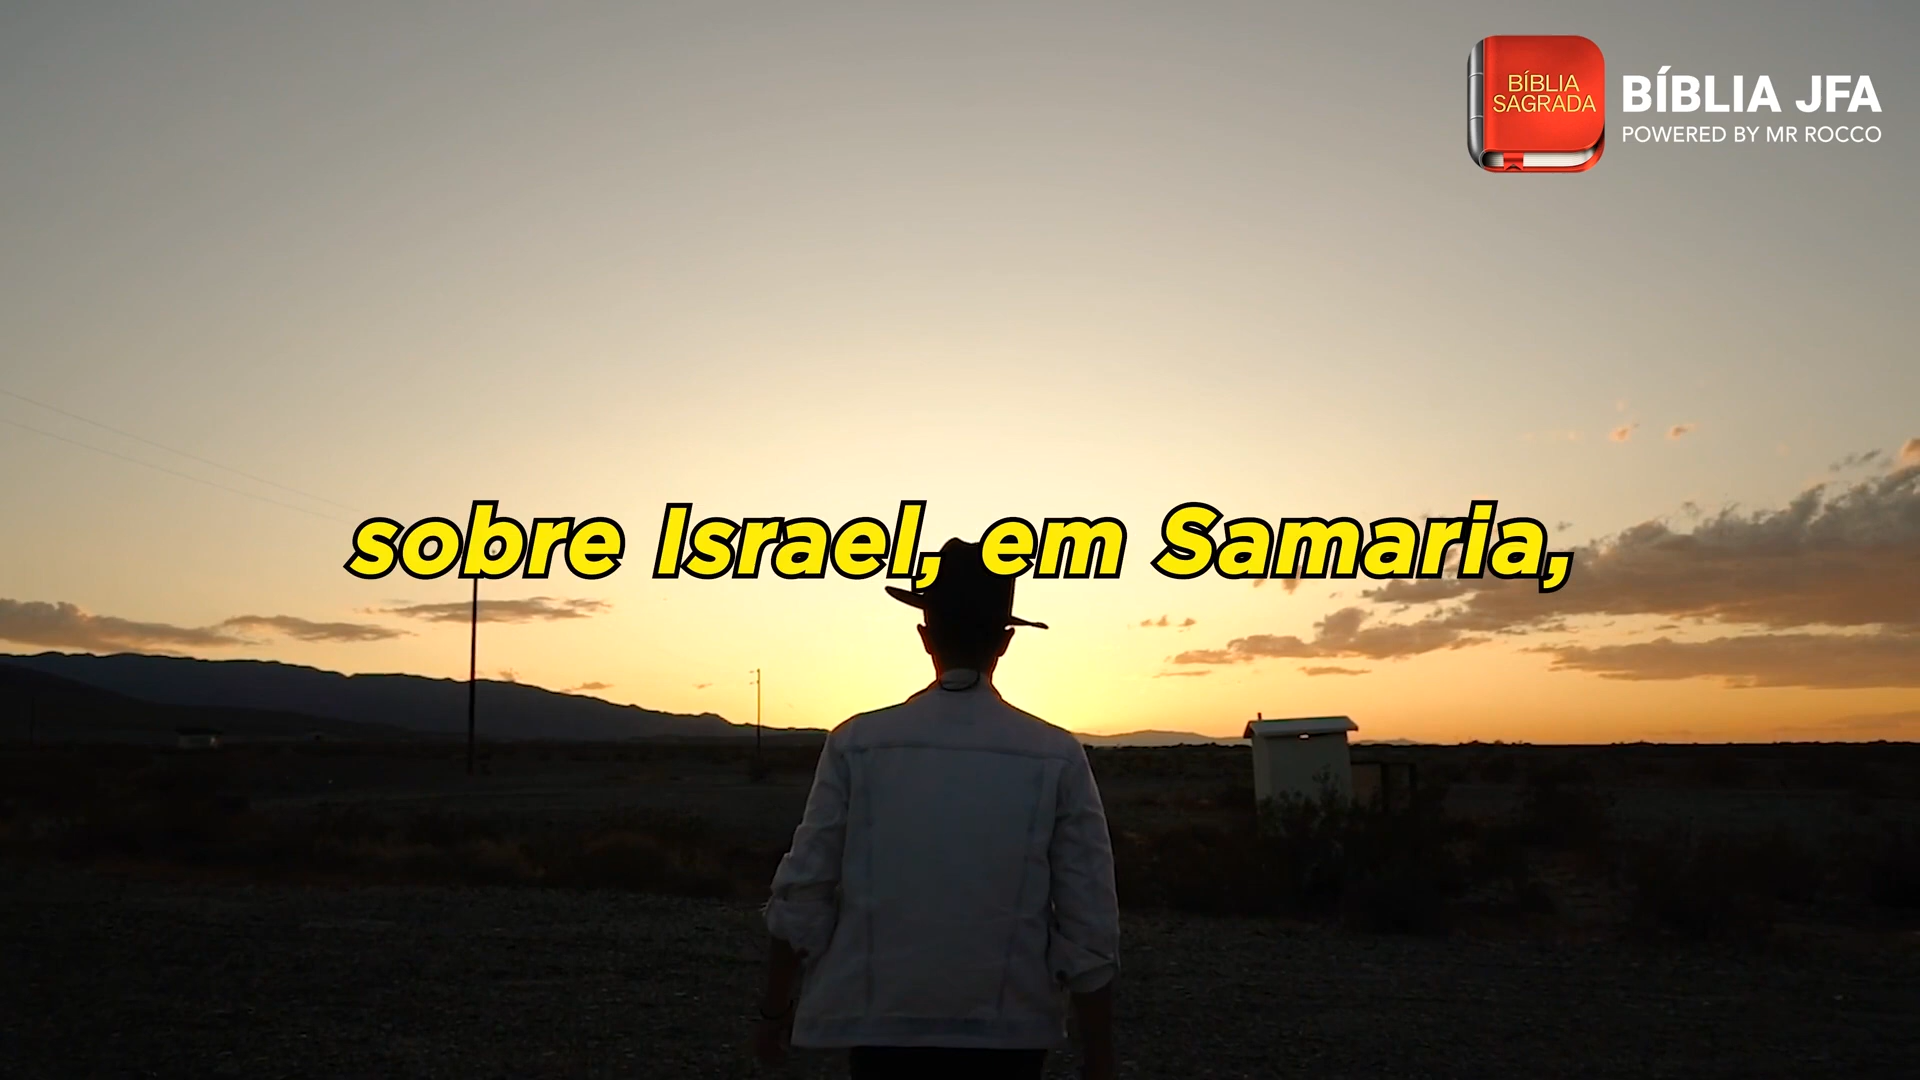 BÍBLIA
SAGRADA
BÍBLIA JFA
POWERED BY MR ROCCO
sobre Israel, em Samaria,